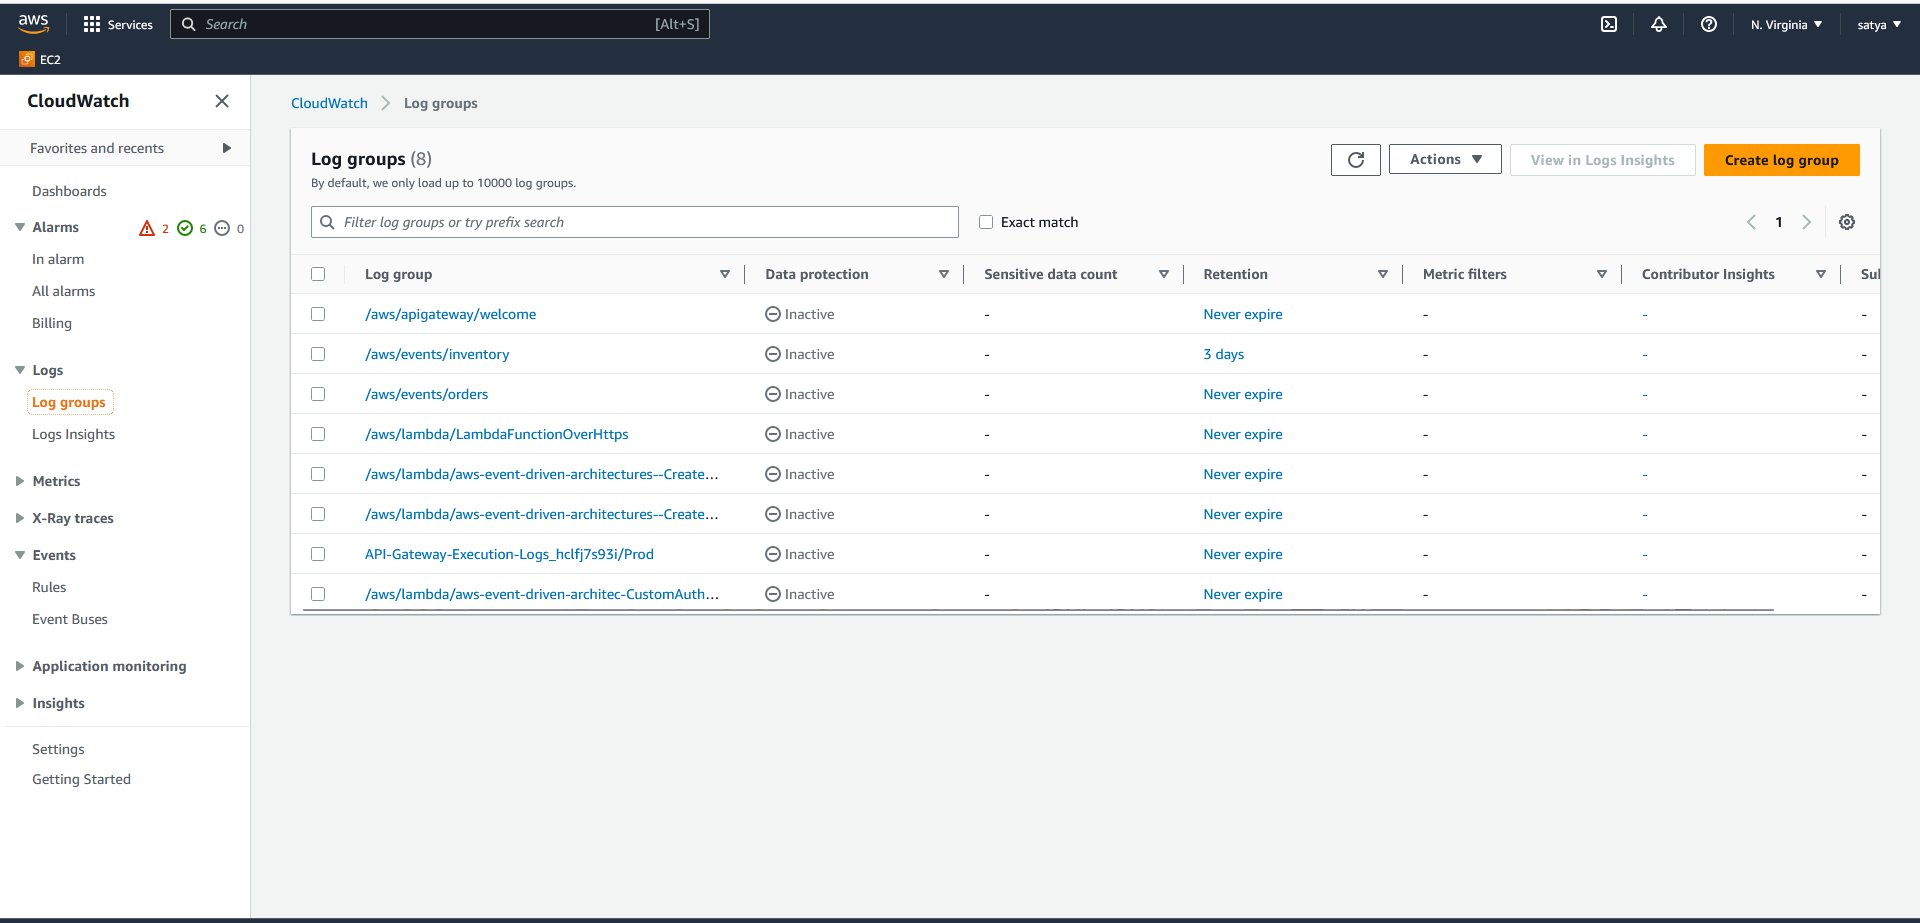 aws
Services
Search
[Alt+S]
N. Virginia
satya
EC2
CloudWatch
Favorites and recents
Dashboards
Alarms
2
6
0
In alarm
All alarms
Billing
Logs
Log groups
Logs Insights
Metrics
X-Ray traces
Events
Rules
Event Buses
Application monitoring
Insights
Settings
Getting Started
CloudWatch > Log groups
Log groups (8)
By default, we only load up to 10000 log groups.
Actions
View in Logs Insights
Create log group
Filter log groups or try prefix search
Exact match
1
Log group Data protection Sensitive data count Retention Metric filters Contributor Insights Sul
/aws/apigateway/welcome Inactive - Never expire - - -
/aws/events/inventory Inactive - 3 days - - -
/aws/events/orders Inactive - Never expire - - -
/aws/lambda/LambdaFunctionOverHttps Inactive - Never expire - - -
/aws/lambda/aws-event-driven-architectures--Create... Inactive - Never expire - - -
/aws/lambda/aws-event-driven-architectures--Create... Inactive - Never expire - - -
API-Gateway-Execution-Logs_hclfj7s93i/Prod Inactive - Never expire - - -
/aws/lambda/aws-event-driven-architec-CustomAuth... Inactive - Never expire - - -